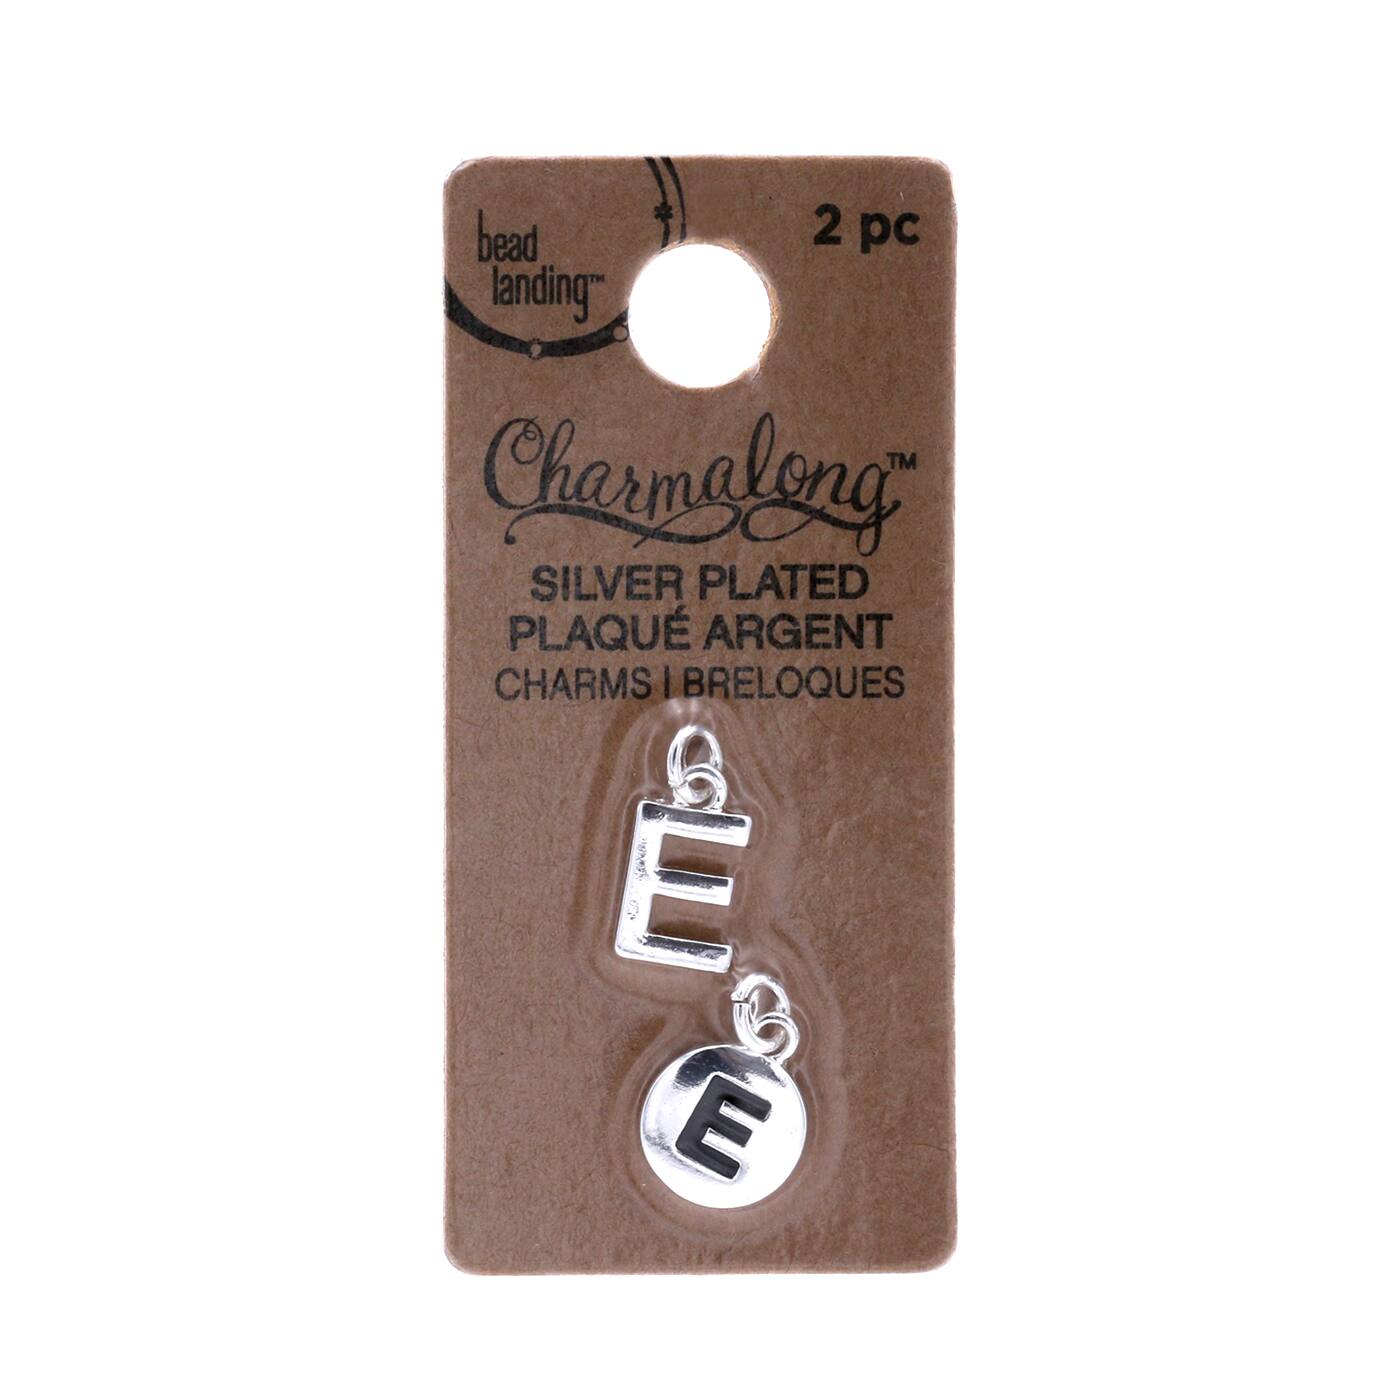 bead
landing™
2 pc
Charmalong™
SILVER PLATED
PLAQUÉ ARGENT
CHARMS | BRELOQUES
E
E